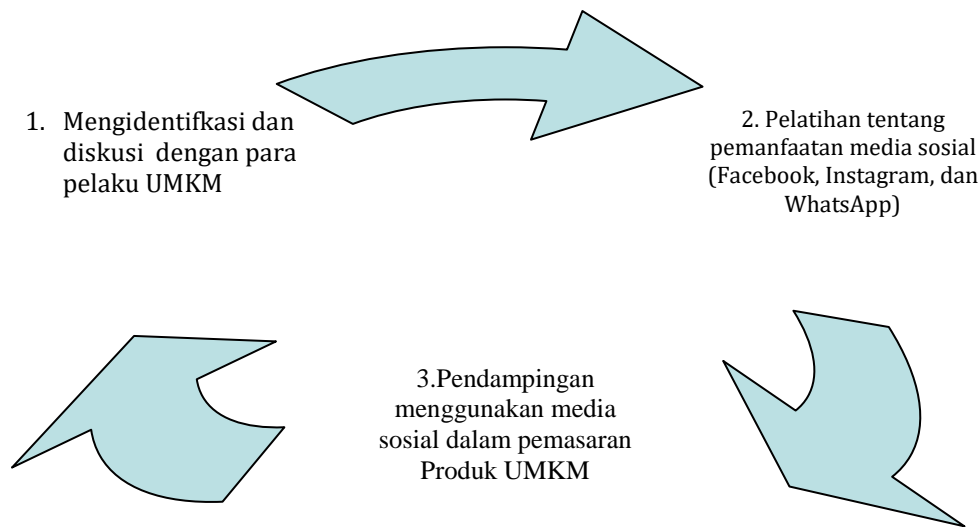 1. Mengidentifkasi dan
diskusi dengan para
pelaku UMKM
2. Pelatihan tentang
pemanfaatan media sosial
(Facebook, Instagram, dan
WhatsApp)
3.Pendampingan
menggunakan media
sosial dalam pemasaran
Produk UMKM